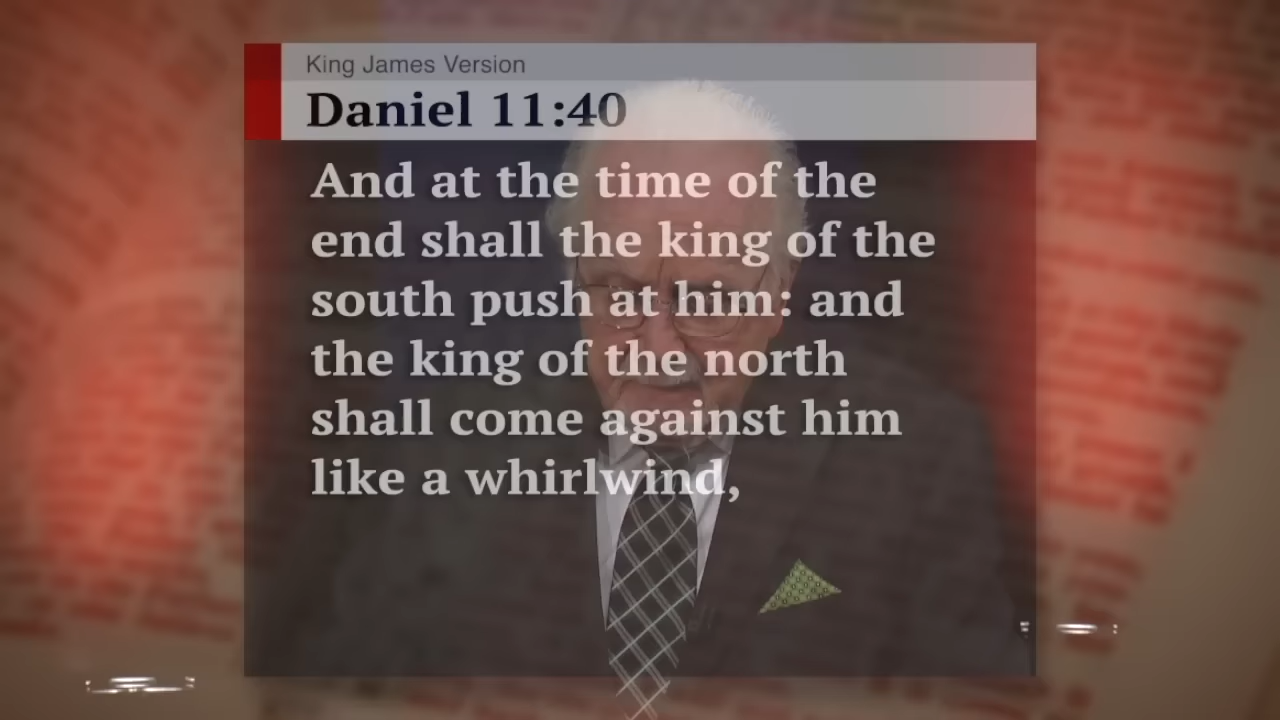 King James Version
Daniel 11:40
And at the time of the
end shall the king of the
south push at him: and
the king of the north
shall come against him
like a whirlwind,